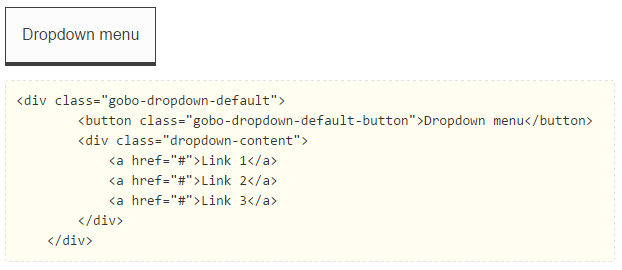 Dropdown menu
<div class="gobo-dropdown-default">
        <button class="gobo-dropdown-default-button">Dropdown menu</button>
        <div class="dropdown-content">
            <a href="#">Link 1</a>
            <a href="#">Link 2</a>
            <a href="#">Link 3</a>
        </div>
    </div>